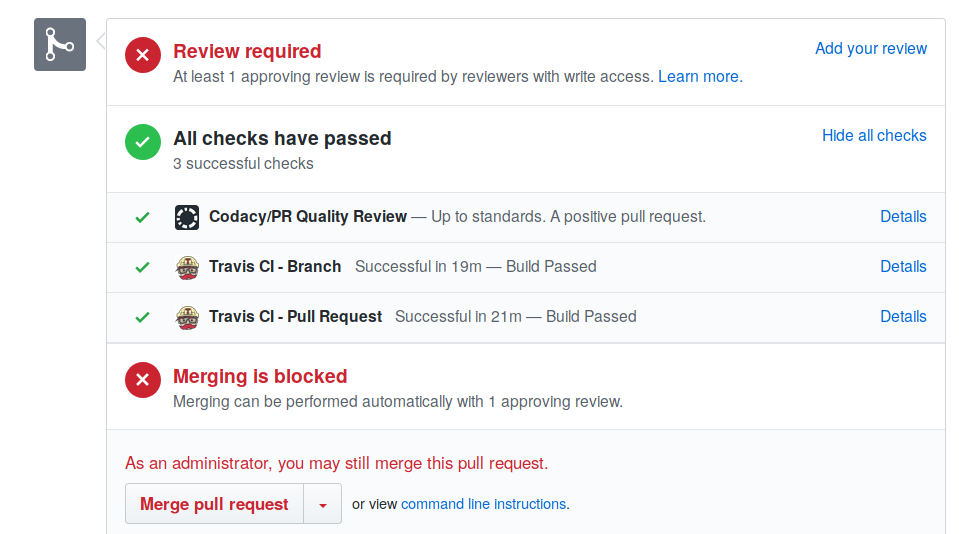 Review required
Add your review
At least 1 approving review is required by reviewers with write access. Learn more.
All checks have passed
Hide all checks
3 successful checks
Codacy/PR Quality Review — Up to standards. A positive pull request.
Details
Travis CI - Branch Successful in 19m — Build Passed
Details
Travis CI - Pull Request Successful in 21m — Build Passed
Details
Merging is blocked
Merging can be performed automatically with 1 approving review.
As an administrator, you may still merge this pull request.
Merge pull request
or view command line instructions.